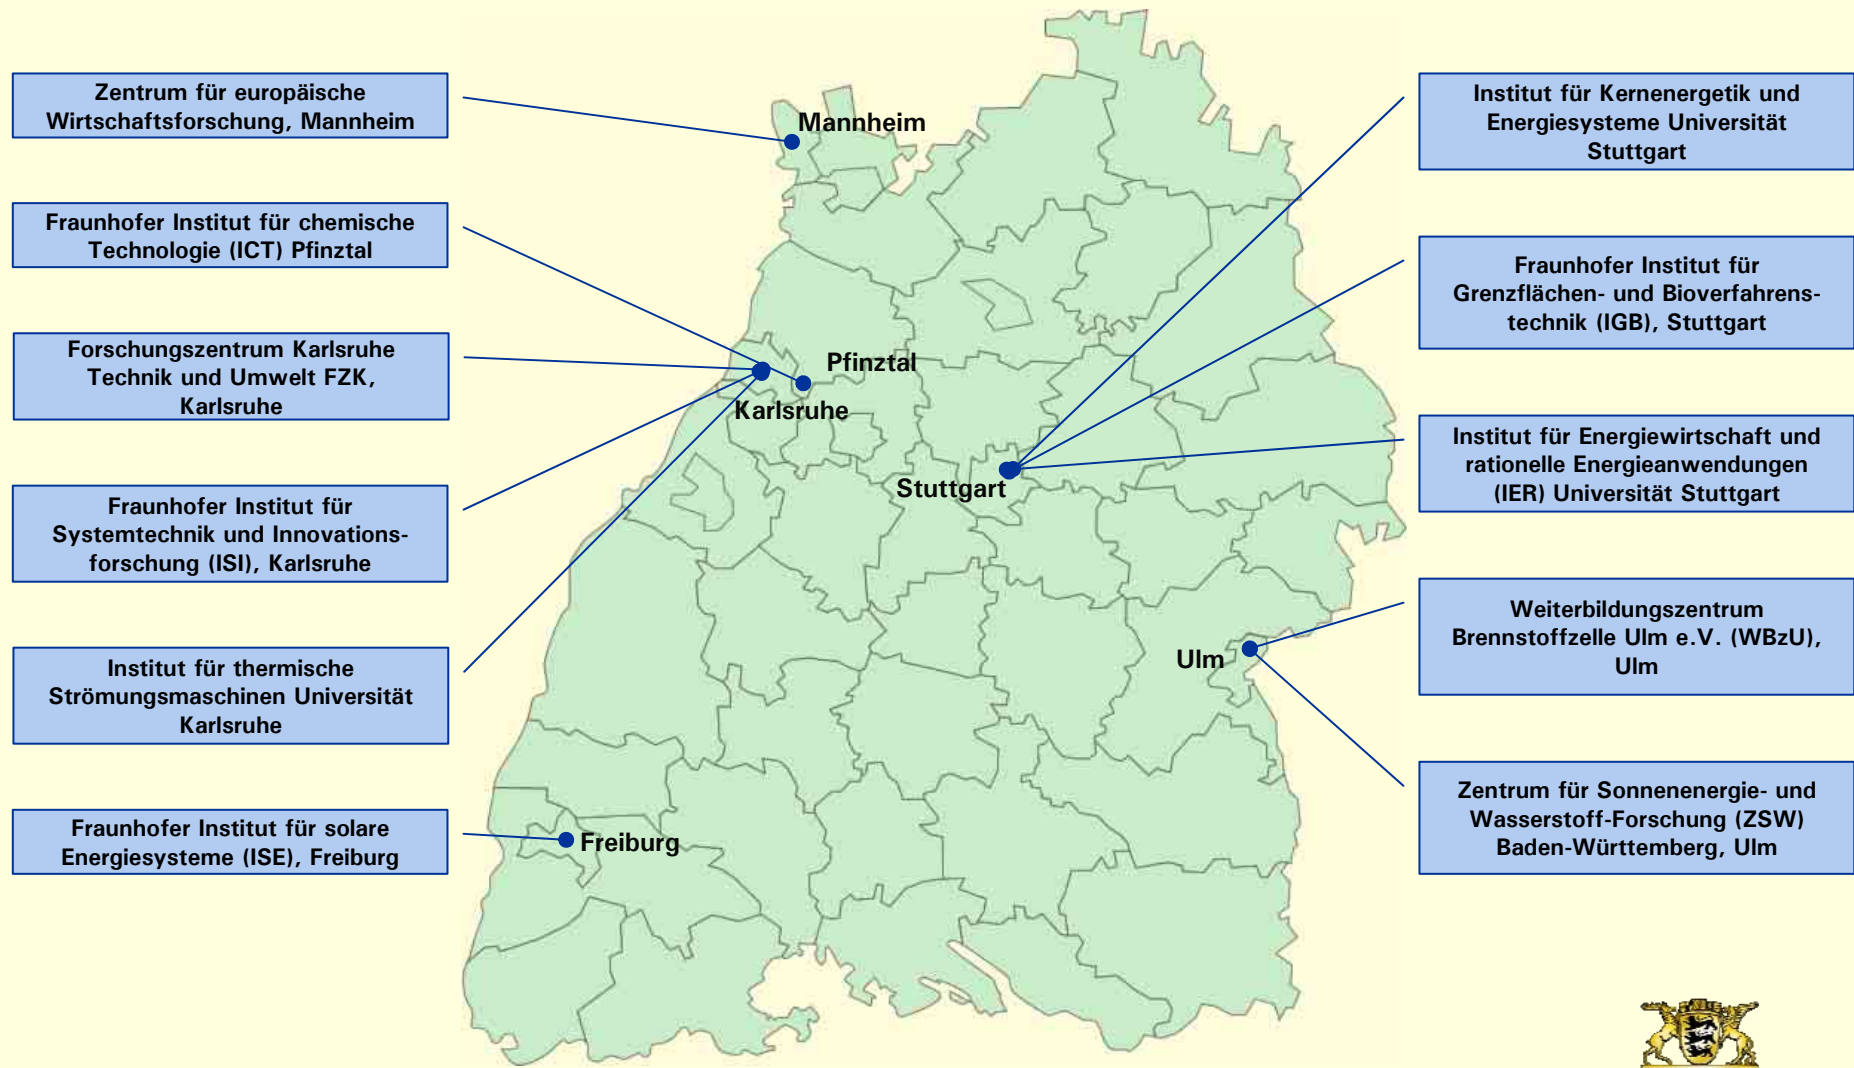 Zentrum für europäische
Wirtschaftsforschung, Mannheim
Fraunhofer Institut für chemische
Technologie (ICT) Pfinztal
Forschungszentrum Karlsruhe
Technik und Umwelt FZK,
Karlsruhe
Fraunhofer Institut für
Systemtechnik und Innovations-
forschung (ISI), Karlsruhe
Institut für thermische
Strömungsmaschinen Universität
Karlsruhe
Fraunhofer Institut für solare
Energiesysteme (ISE), Freiburg
Mannheim
Pfinztal
Karlsruhe
Stuttgart
Ulm
Freiburg
Institut für Kernenergetik und
Energiesysteme Universität
Stuttgart
Fraunhofer Institut für
Grenzflächen- und Bioverfahrens-
technik (IGB), Stuttgart
Institut für Energiewirtschaft und
rationelle Energieanwendungen
(IER) Universität Stuttgart
Weiterbildungszentrum
Brennstoffzelle Ulm e.V. (WBzU),
Ulm
Zentrum für Sonnenenergie- und
Wasserstoff-Forschung (ZSW)
Baden-Württemberg, Ulm